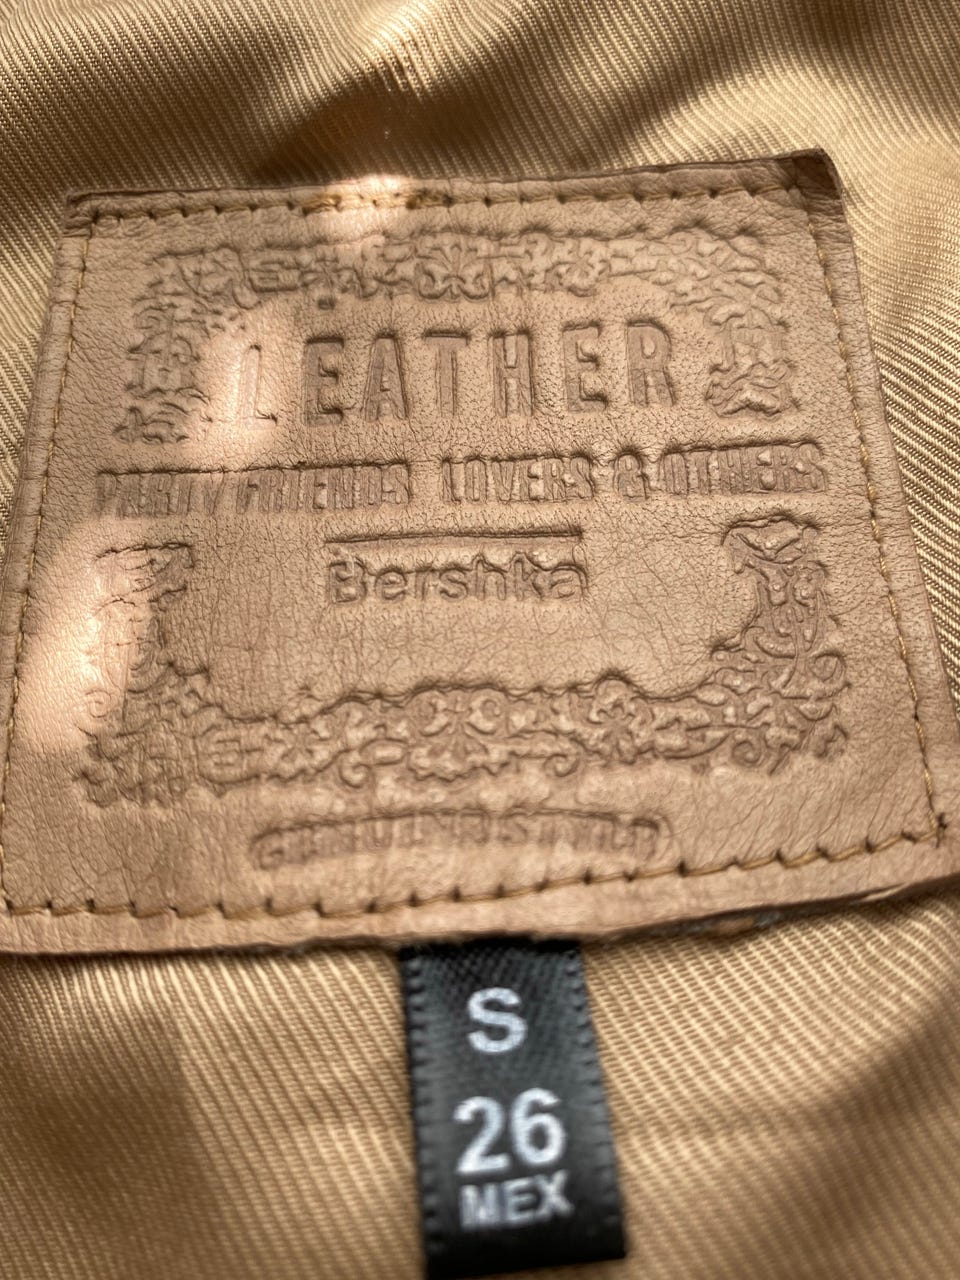 LEATHER
PARTY FRIENDS LOVERS & OTHERS
Bershka
S
26
MEX